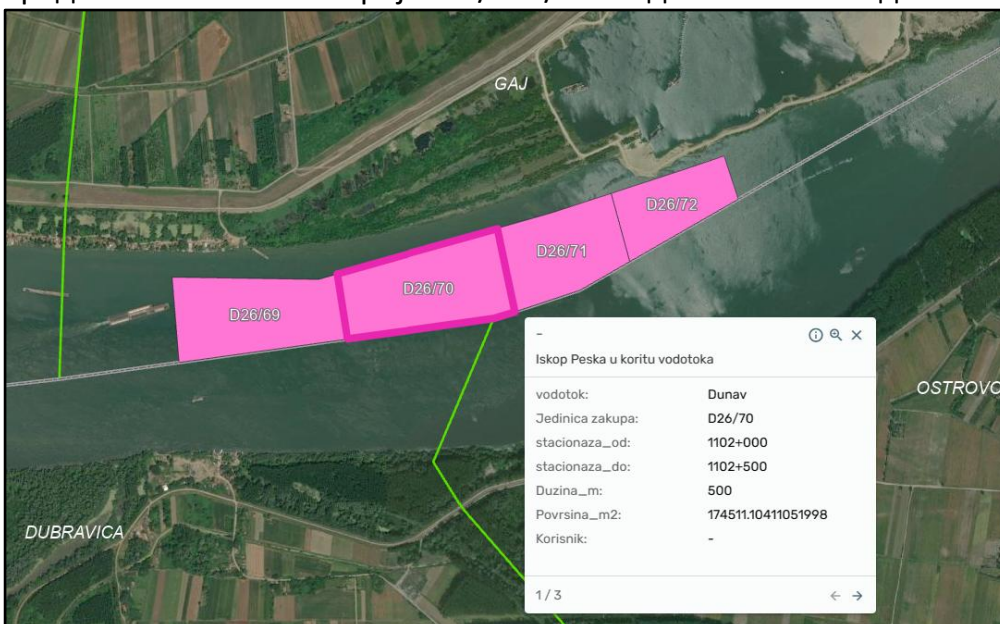 GAJ
D26/72
D26/71
D26/70
D26/69
-
Iskop Peska u koritu vodotoka
vodotok: Dunav
Jedinica zakupa: D26/70
stacionaza_od: 1102+000
stacionaza_do: 1102+500
Duzina_m: 500
Povrsina_m2: 174511.10411051998
Korisnik: -
1 / 3
OSTROVO
DUBRAVICA